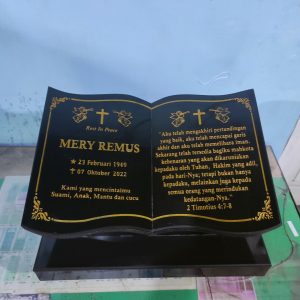 Rest In Peace
MERY REMUS
★ 23 Februari 1949
✝ 07 Oktober 2022
Kami yang mencintaimu
Suami, Anak, Mantu dan cucu
"Aku telah mengakhiri pertandingan
yang baik, aku telah mencapai garis
akhir dan aku telah memelihara iman.
Sekarang telah tersedia bagiku mahkota
kebenaran yang akan dikaruniakan
kepadaku oleh Tuhan, Hakim yang adil,
pada hari-Nya; tetapi bukan hanya
kepadaku, melainkan juga kepada
semua orang yang merindukan
kedatangan-Nya."
2 Timotius 4:7-8